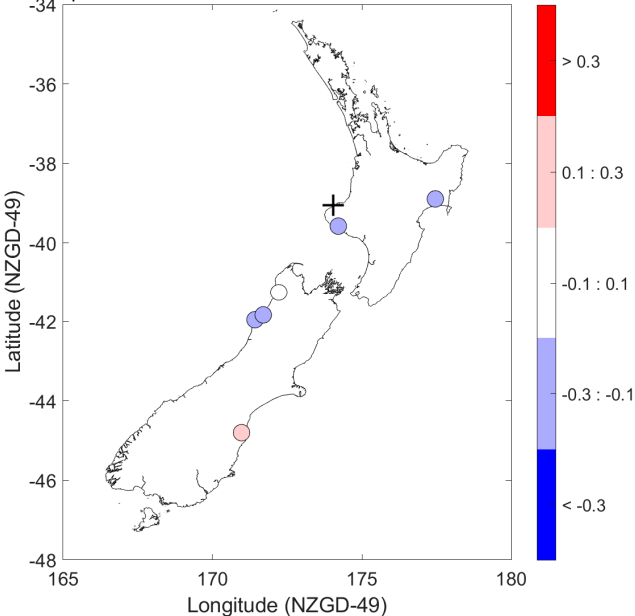 -34
-36
-38
-40
-42
-44
-46
-48
165
170
175
180
Longitude (NZGD-49)
Latitude (NZGD-49)
> 0.3
0.1 : 0.3
-0.1 : 0.1
-0.3 : -0.1
< -0.3